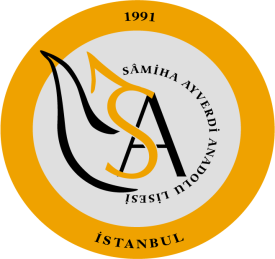 1991
SÂMİHA AYVERDİ ANADOLU LİSESİ
SA
İSTANBUL